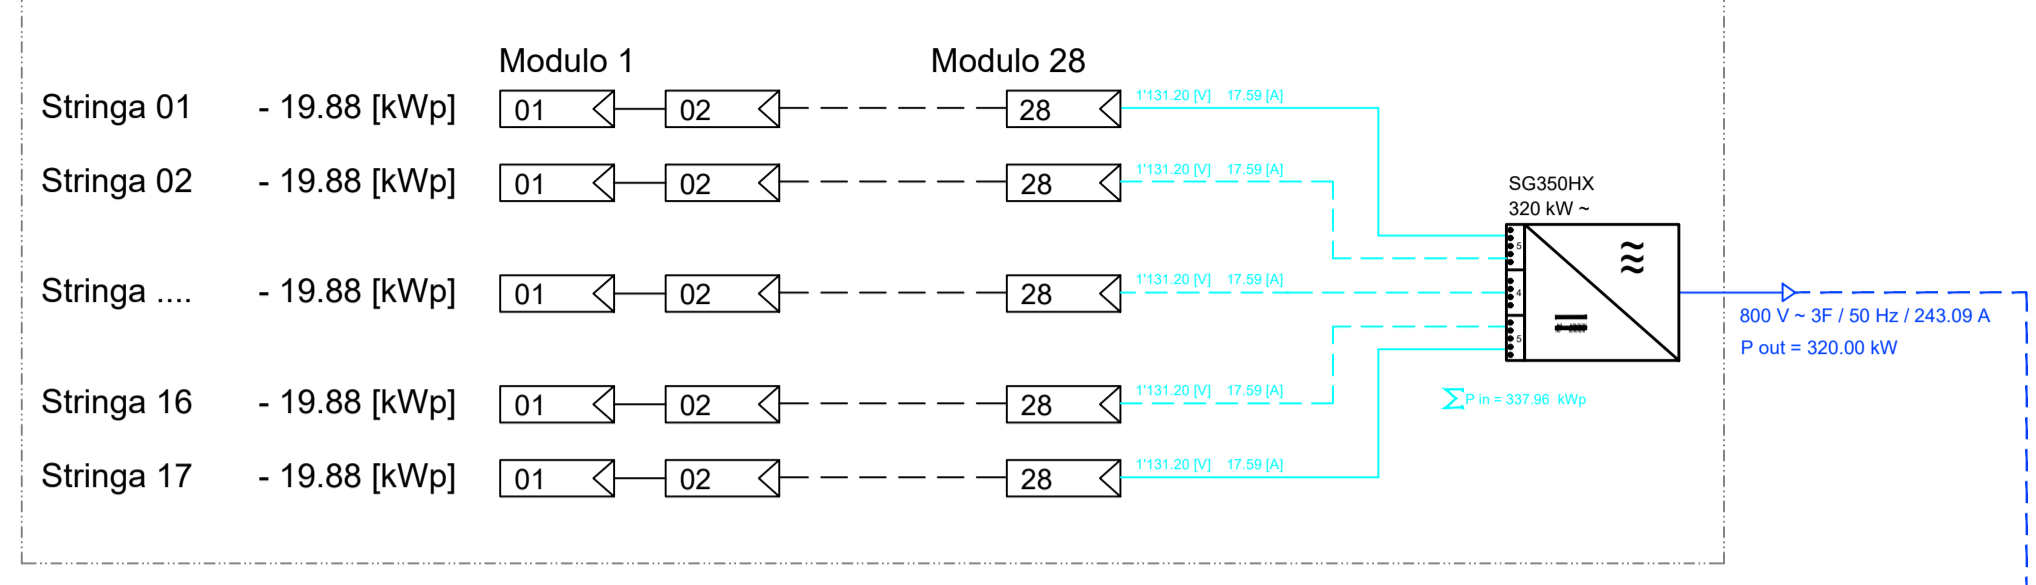 Modulo 1 Modulo 28
Stringa 01 - 19.88 [kWp] 01 02 28 1'131.20 [V] 17.59 [A]
Stringa 02 - 19.88 [kWp] 01 02 28 1'131.20 [V] 17.59 [A]
SG350HX
320 kW ~
5
Stringa .... - 19.88 [kWp] 01 02 28 1'131.20 [V] 17.59 [A] 4
800 V ~ 3F / 50 Hz / 243.09 A
5
P out = 320.00 kW
Stringa 16 - 19.88 [kWp] 01 02 28 1'131.20 [V] 17.59 [A]
∑P in = 337.96 kWp
Stringa 17 - 19.88 [kWp] 01 02 28 1'131.20 [V] 17.59 [A]